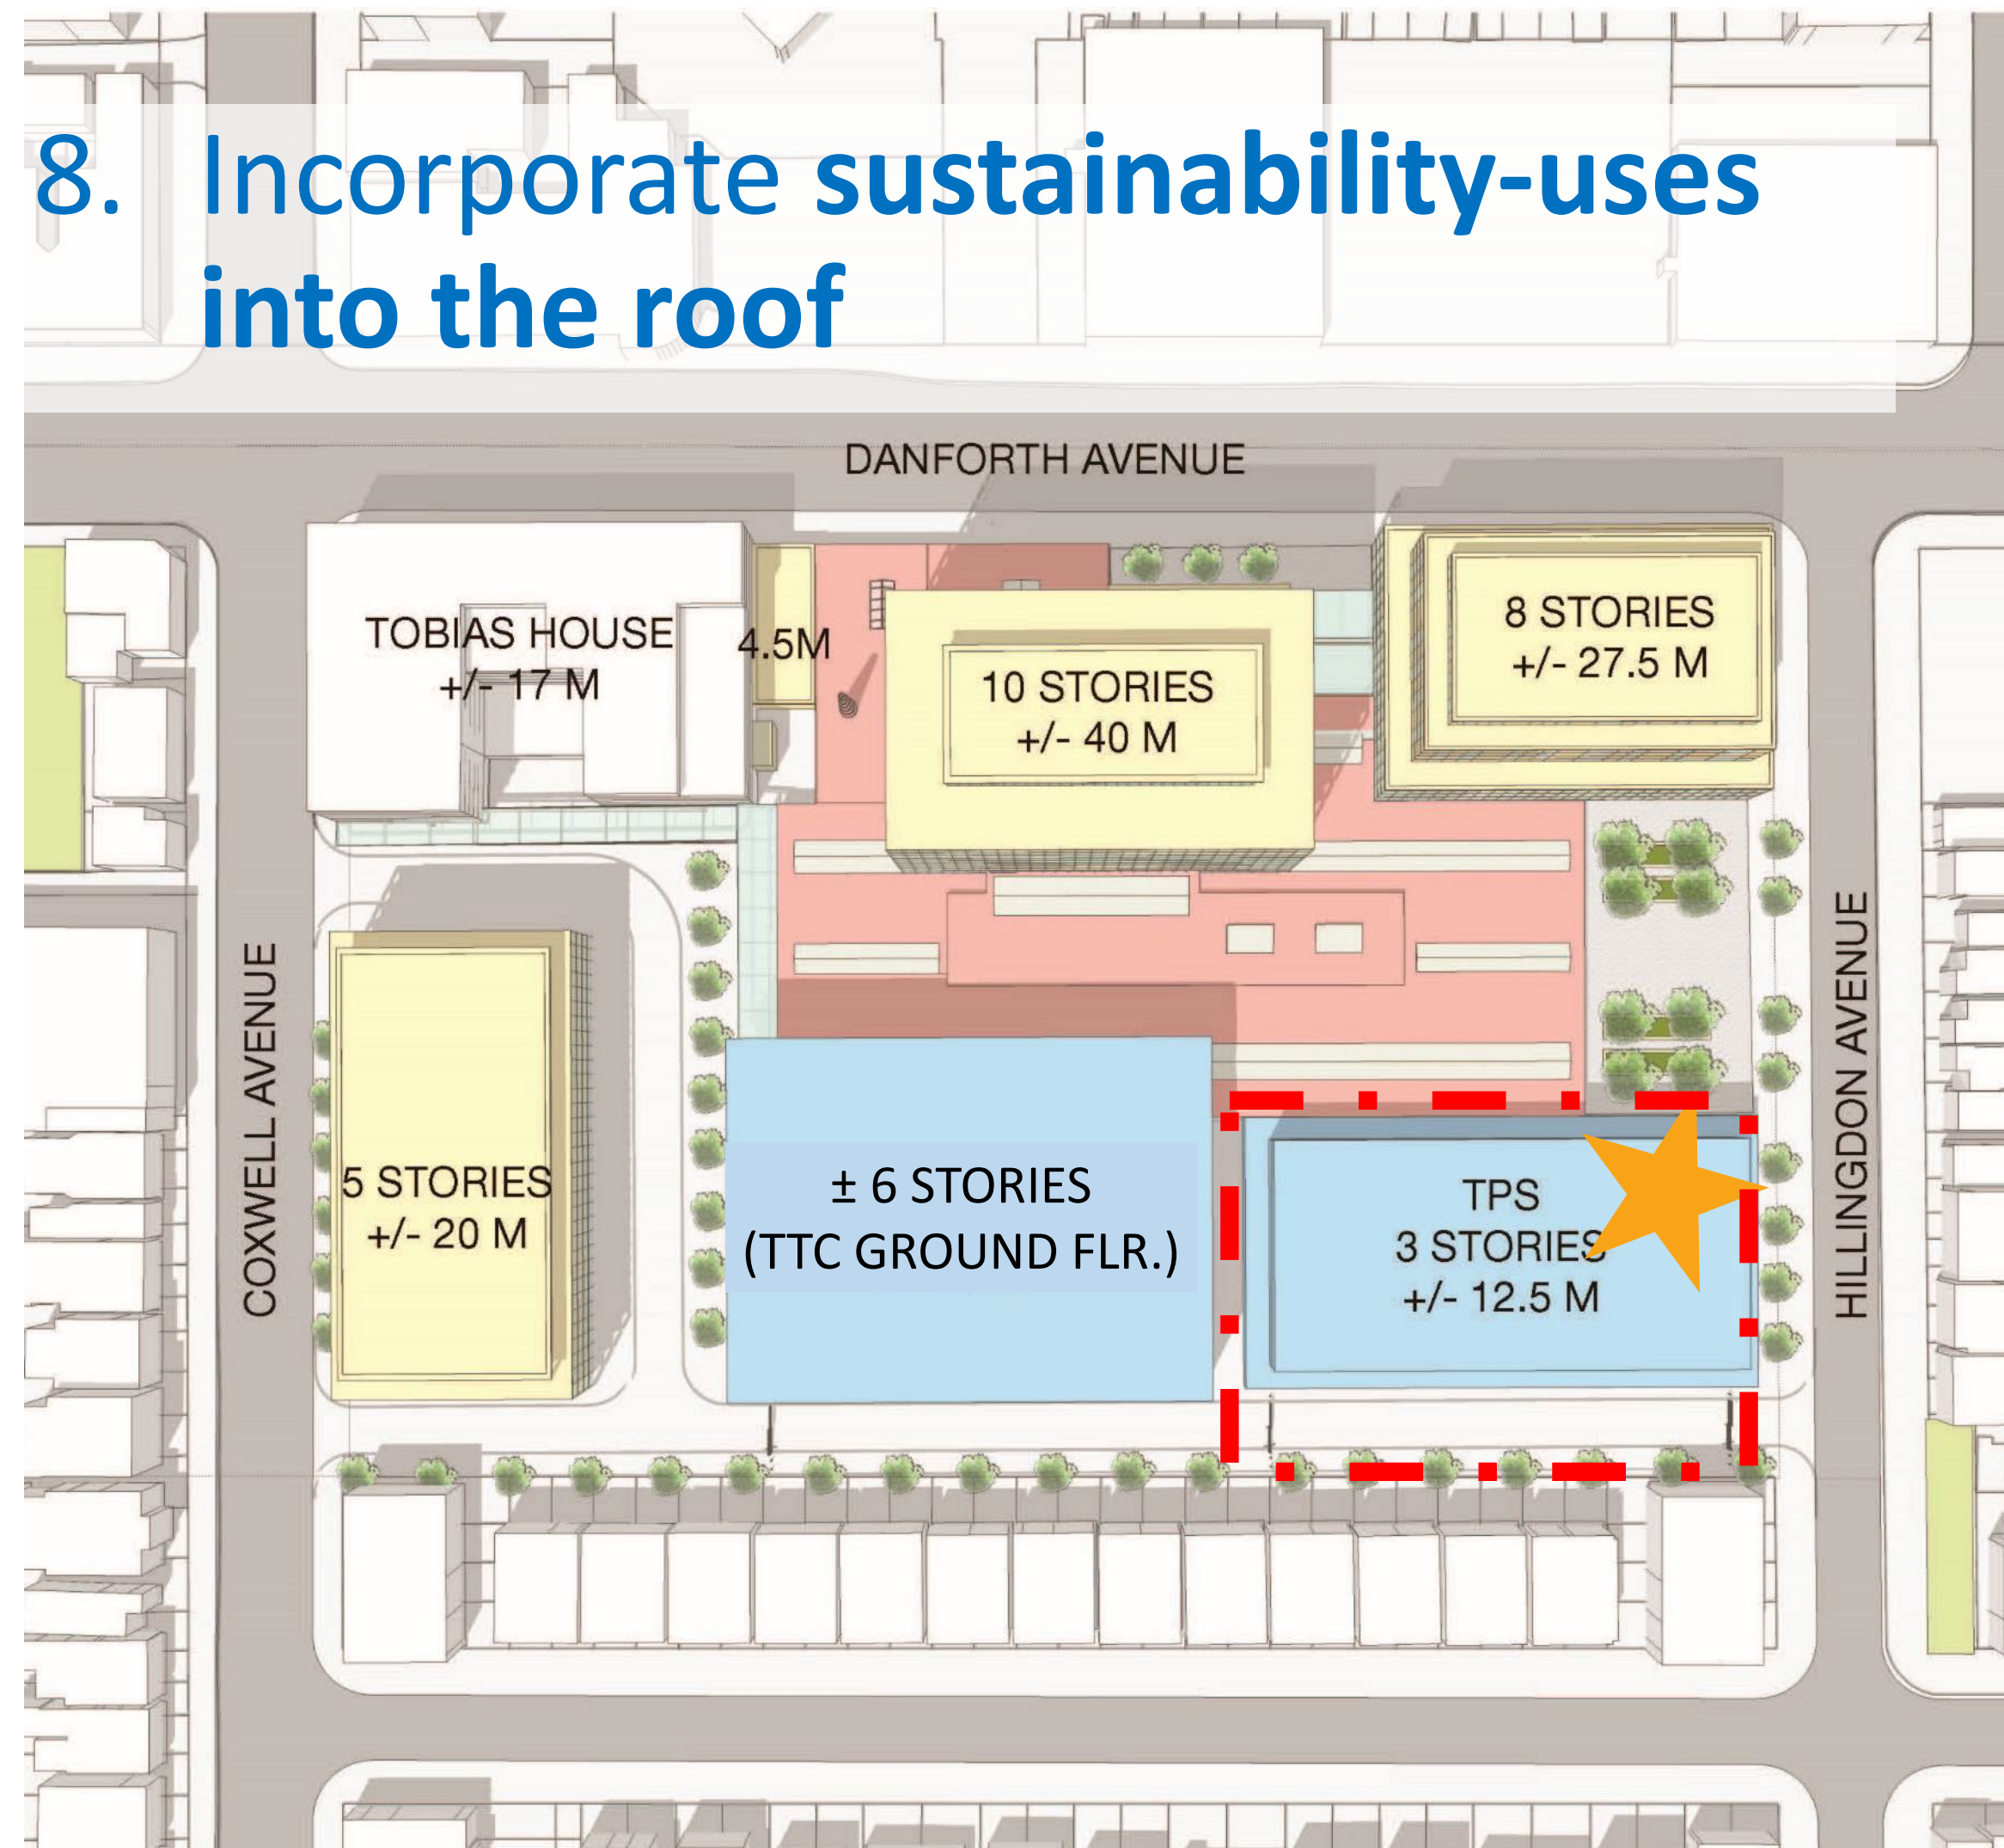 8. Incorporate sustainability-uses
into the roof
DANFORTH AVENUE
TOBIAS HOUSE
+/- 17 M
4.5M
10 STORIES
+/- 40 M
8 STORIES
+/- 27.5 M
COXWELL AVENUE
5 STORIES
+/- 20 M
± 6 STORIES
(TTC GROUND FLR.)
TPS
3 STORIES
+/- 12.5 M
HILLINGDON AVENUE